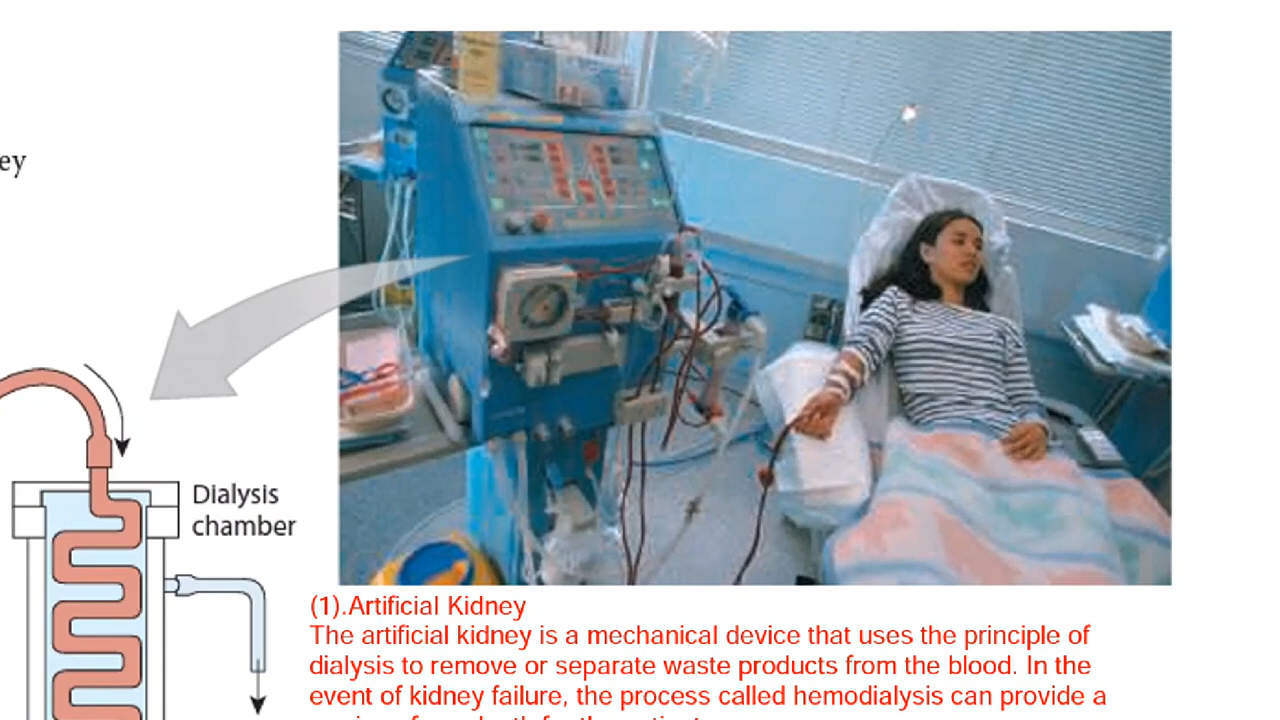 ey
Dialysis
chamber
(1).Artificial Kidney
The artificial kidney is a mechanical device that uses the principle of
dialysis to remove or separate waste products from the blood. In the
event of kidney failure, the process called hemodialysis can provide a